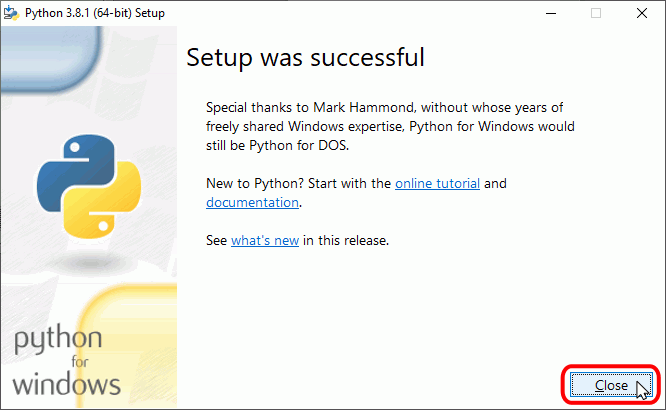 Python 3.8.1 (64-bit) Setup
Setup was successful
Special thanks to Mark Hammond, without whose years of
freely shared Windows expertise, Python for Windows would
still be Python for DOS.
New to Python? Start with the online tutorial and
documentation.
See what's new in this release.
python
for
windows
Close